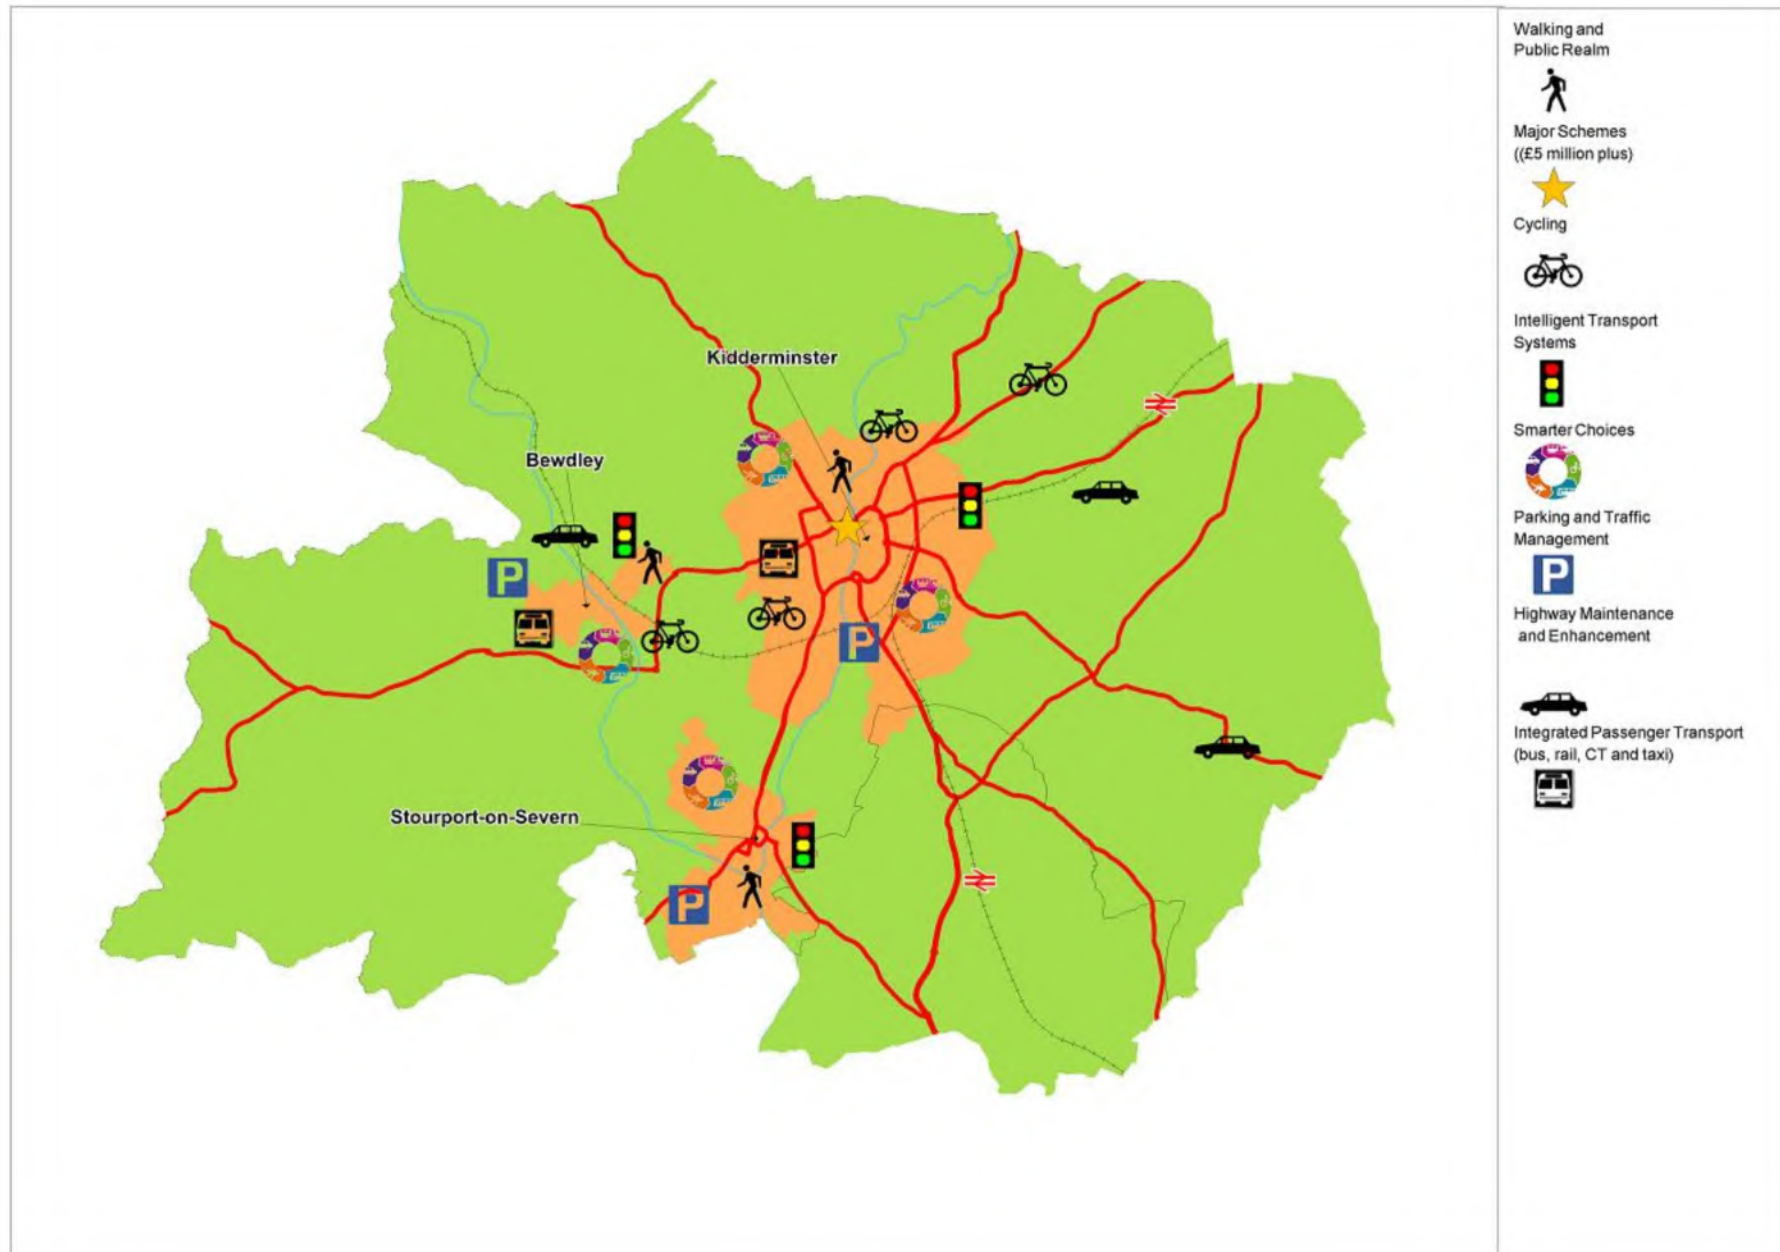 Kidderminster
Bewdley
Stourport-on-Severn
P
P
P
Walking and
Public Realm
Major Schemes
((£5 million plus)
Cycling
Intelligent Transport
Systems
Smarter Choices
Parking and Traffic
Management
P
Highway Maintenance
and Enhancement
Integrated Passenger Transport
(bus, rail, CT and taxi)